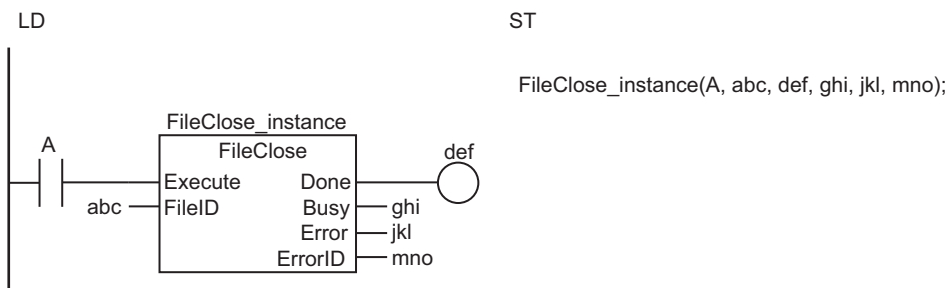 LD
ST
FileClose_instance(A, abc, def, ghi, jkl, mno);
FileClose_instance
A
FileClose
def
Execute
Done
abc
FileID
Busy
ghi
Error
jkl
ErrorID
mno